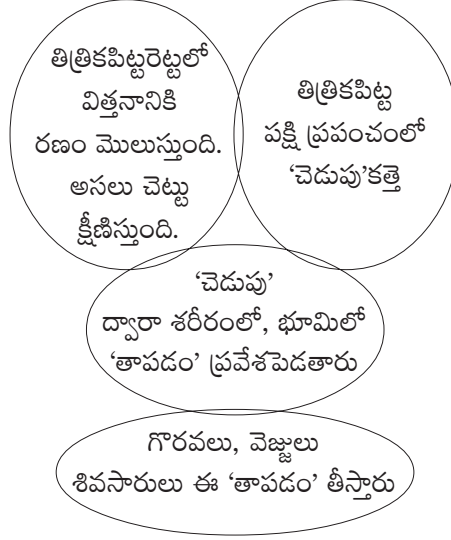 తిత్రికపిట్టరెట్టలో
విత్తనానికి
రణం మొలుస్తుంది.
అసలు చెట్టు
క్షీణిస్తుంది.
తిత్రికపిట్ట
పక్షి ప్రపంచంలో
‘చెడుపు’కత్తె
‘చెడుపు’
ద్వారా శరీరంలో, భూమిలో
‘తాపడం’ ప్రవేశపెడతారు
గొరవలు, వెజ్జులు
శివసారులు ఈ ‘తాపడం’ తీస్తారు